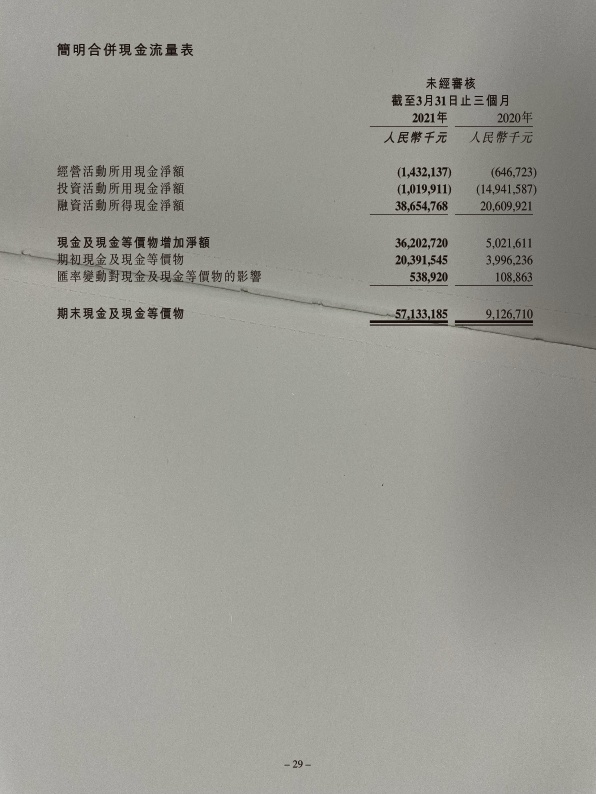 簡明合併現金流量表
未經審核
截至3月31日止三個月
2021年 2020年
人民幣千元 人民幣千元
經營活動所用現金淨額 (1,432,137) (646,723)
投資活動所用現金淨額 (1,019,911) (14,941,587)
融資活動所得現金淨額 38,654,768 20,609,921
現金及現金等價物增加淨額 36,202,720 5,021,611
期初現金及現金等價物 20,391,545 3,996,236
匯率變動對現金及現金等價物的影響 538,920 108,863
期末現金及現金等價物 57,133,185 9,126,710
– 29 –